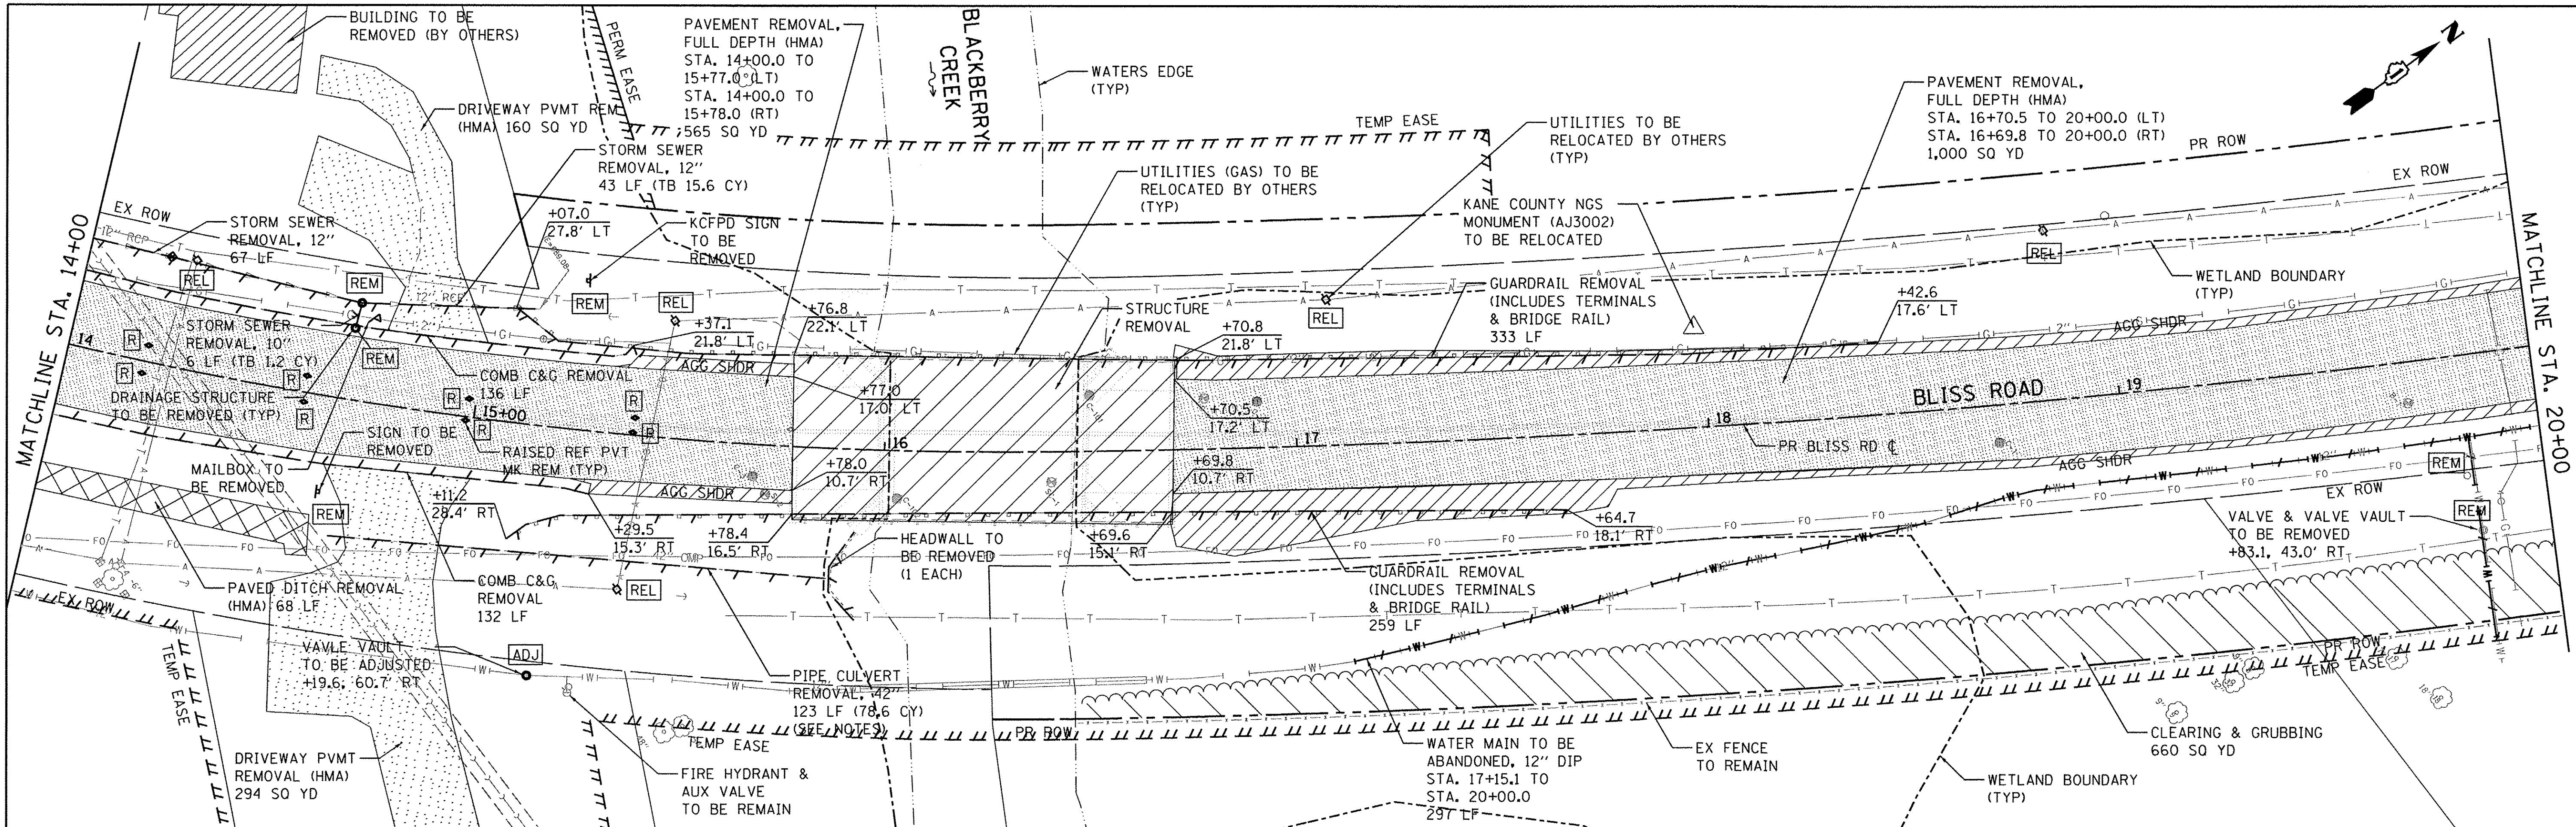 BUILDING TO BE
REMOVED (BY OTHERS)
PERM EASE
PAVEMENT REMOVAL,
FULL DEPTH (HMA)
STA. 14+00.0 TO
15+77.0 (LT)
STA. 14+00.0 TO
15+78.0 (RT)
565 SQ YD
BLACKBERRY
CREEK
WATERS EDGE
(TYP)
PAVEMENT REMOVAL,
FULL DEPTH (HMA)
STA. 16+70.5 TO 20+00.0 (LT)
STA. 16+69.8 TO 20+00.0 (RT)
1,000 SQ YD
N
DRIVEWAY PVMT REM
(HMA) 160 SQ YD
TEMP EASE
UTILITIES TO BE
RELOCATED BY OTHERS
(TYP)
PR ROW
STORM SEWER
REMOVAL, 12"
43 LF (TB 15.6 CY)
UTILITIES (GAS) TO BE
RELOCATED BY OTHERS
(TYP)
EX ROW
EX ROW
STORM SEWER
REMOVAL, 12"
67 LF
12" RCP
+07.0
27.8' LT
KCFPD SIGN
TO BE
REMOVED
KANE COUNTY NGS
MONUMENT (AJ3002)
TO BE RELOCATED
MATCHLINE STA. 14+00
MATCHLINE STA. 20+00
REL
REM
12" RCP
REM
REL
REL
REL
WETLAND BOUNDARY
(TYP)
+76.8
22.1' LT
STRUCTURE
REMOVAL
GUARDRAIL REMOVAL
(INCLUDES TERMINALS
& BRIDGE RAIL)
333 LF
+42.6
17.6' LT
+37.1
21.8' LT
+70.8
21.8' LT
2"
AGG SHDR
14
R
R
STORM SEWER
REMOVAL, 10"
6 LF (TB 1.2 CY)
REM
AGG SHDR
R
R
COMB C&G REMOVAL
136 LF
DRAINAGE STRUCTURE
TO BE REMOVED (TYP)
R
R
15+00
R
R
+77.0
17.0' LT
+70.5
17.2' LT
BLISS ROAD
19
18
17
16
PR BLISS RD ℄
SIGN TO BE
REMOVED
RAISED REF PVT
MK REM (TYP)
MAILBOX TO
BE REMOVED
+78.0
10.7' RT
+69.8
10.7' RT
AGG SHDR
AGG SHDR
REM
+11.2
28.4' RT
REM
+29.5
15.3' RT
+78.4
16.5' RT
HEADWALL TO
BE REMOVED
(1 EACH)
+69.6
15.1' RT
+64.7
18.1' RT
EX ROW
REM
VALVE & VALVE VAULT
TO BE REMOVED
+83.1, 43.0' RT
PAVED DITCH REMOVAL
(HMA) 68 LF
COMB C&G
REMOVAL
132 LF
REL
GUARDRAIL REMOVAL
(INCLUDES TERMINALS
& BRIDGE RAIL)
259 LF
EX ROW
TEMP EASE
VAVLE VAULT
TO BE ADJUSTED
+19.6, 60.7' RT
ADJ
PIPE CULVERT
REMOVAL, 42"
123 LF (78.6 CY)
(SEE NOTES)
PR ROW
TEMP EASE
TEMP EASE
PR ROW
DRIVEWAY PVMT
REMOVAL (HMA)
294 SQ YD
FIRE HYDRANT &
AUX VALVE
TO BE REMAIN
WATER MAIN TO BE
ABANDONED, 12" DIP
STA. 17+15.1 TO
STA. 20+00.0
297 LF
EX FENCE
TO REMAIN
WETLAND BOUNDARY
(TYP)
CLEARING & GRUBBING
660 SQ YD